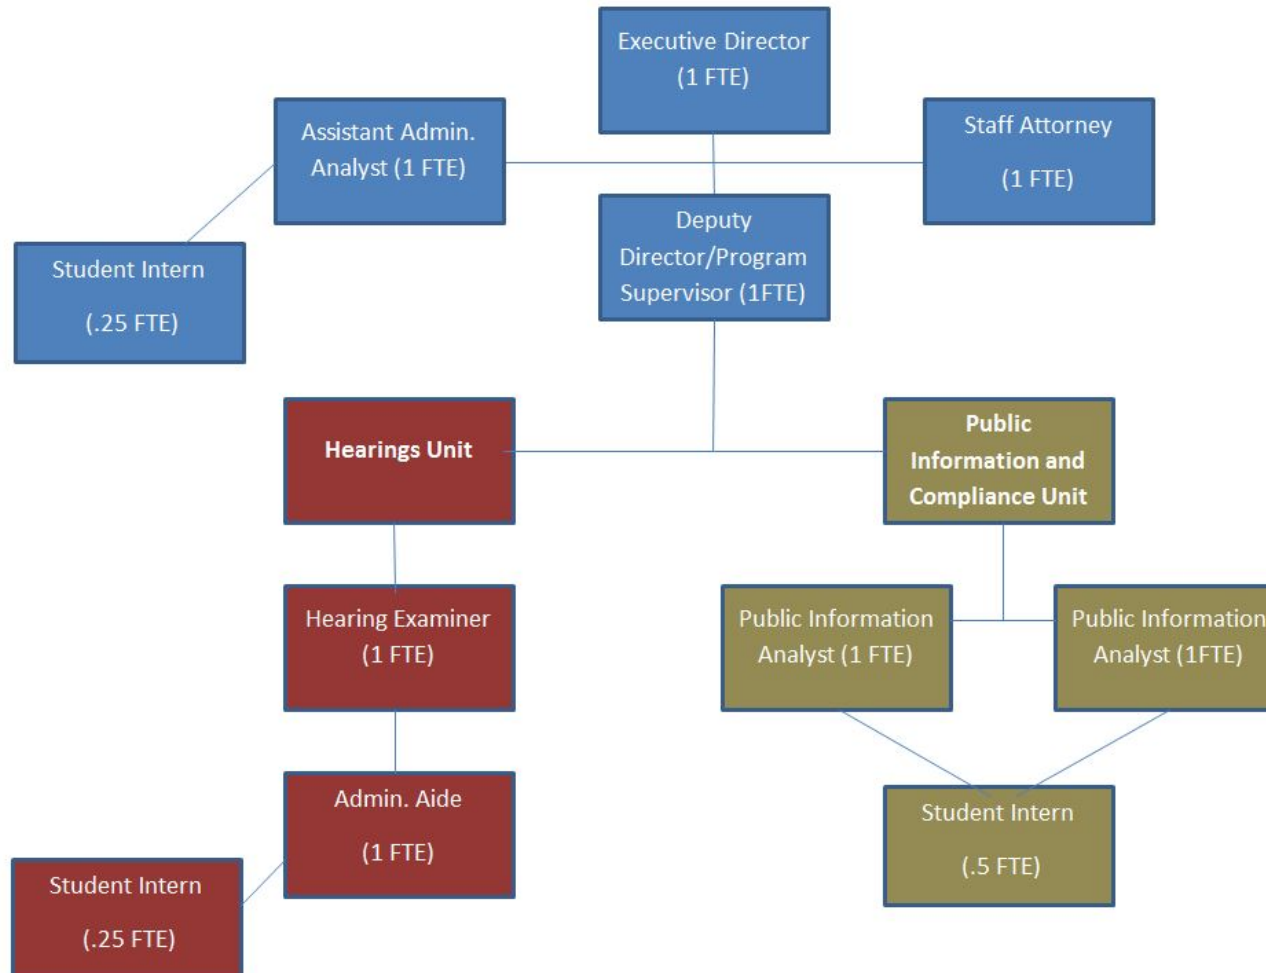 Executive Director
(1 FTE)
Assistant Admin.
Analyst (1 FTE)
Staff Attorney
(1 FTE)
Deputy
Director/Program
Supervisor (1FTE)
Student Intern
(.25 FTE)
Hearings Unit
Public
Information and
Compliance Unit
Hearing Examiner
(1 FTE)
Public Information
Analyst (1 FTE)
Public Information
Analyst (1FTE)
Admin. Aide
(1 FTE)
Student Intern
(.5 FTE)
Student Intern
(.25 FTE)